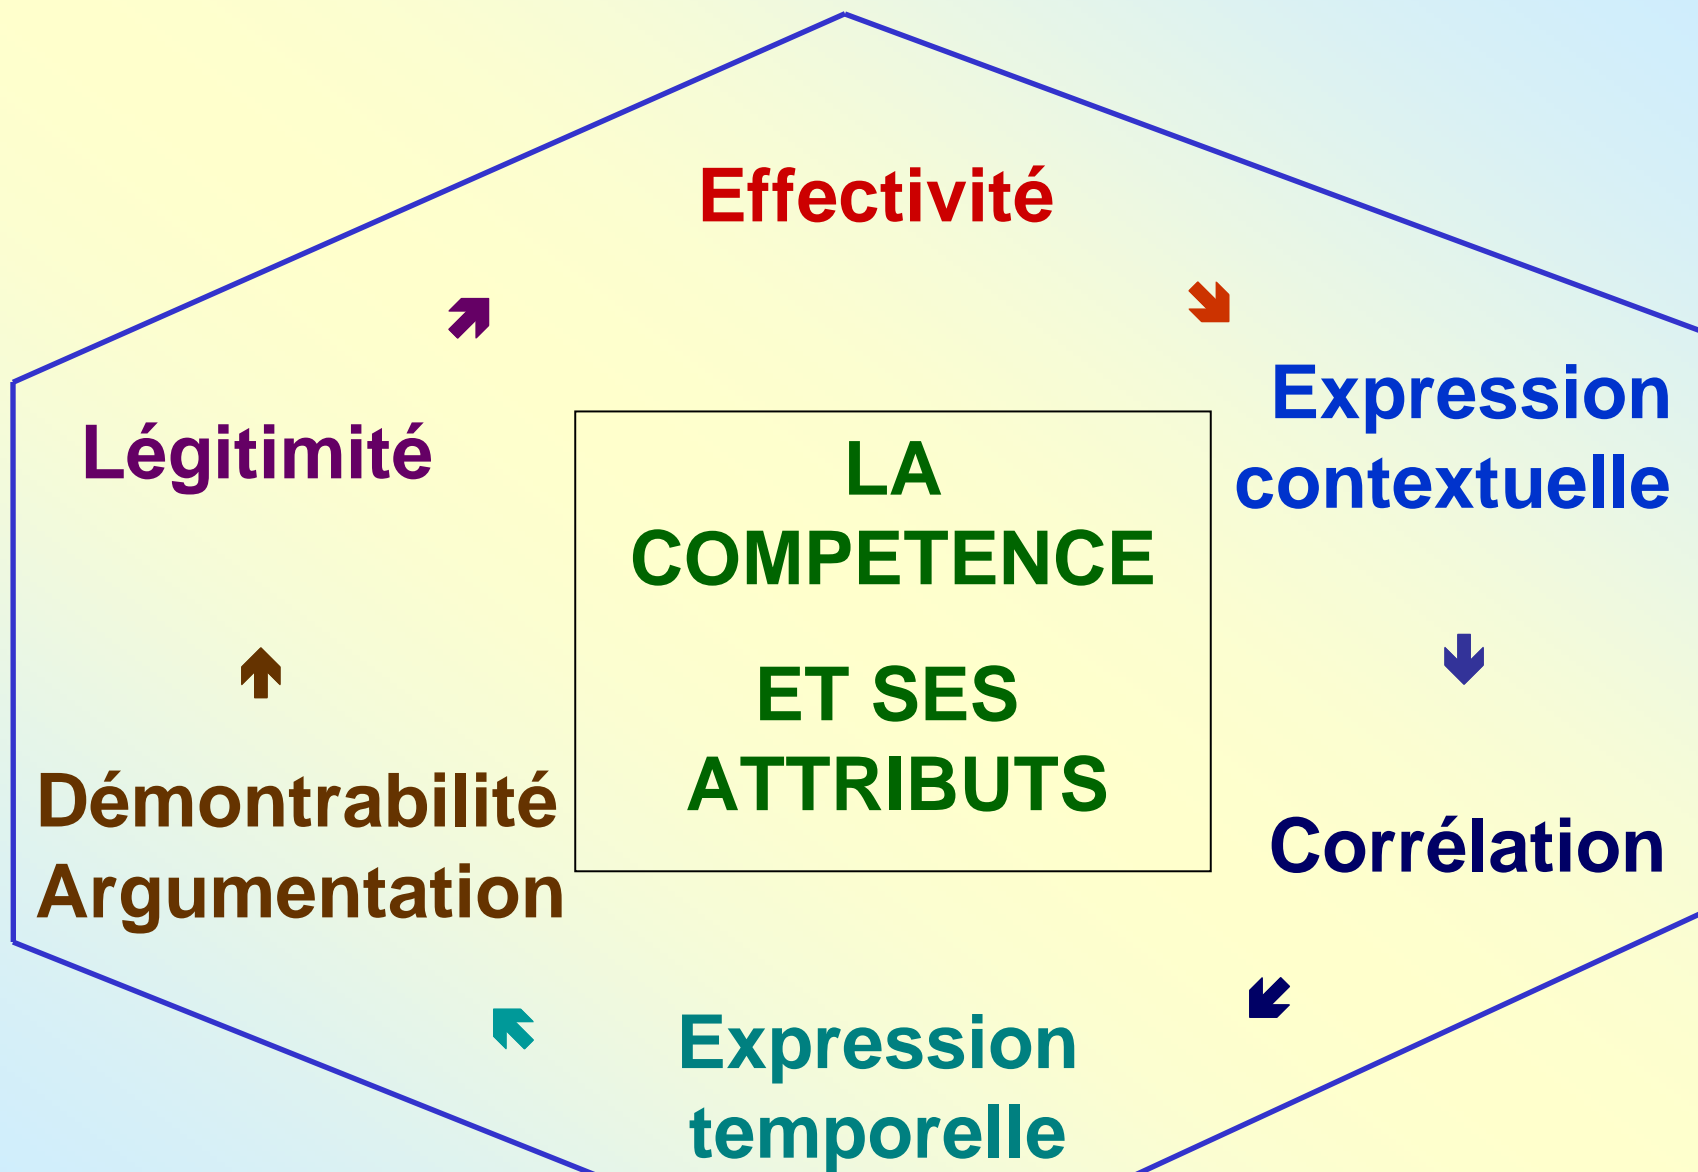 Effectivité
Expression
contextuelle
Légitimité
LA
COMPETENCE
ET SES
ATTRIBUTS
Démontrabilité
Argumentation
Corrélation
Expression
temporelle